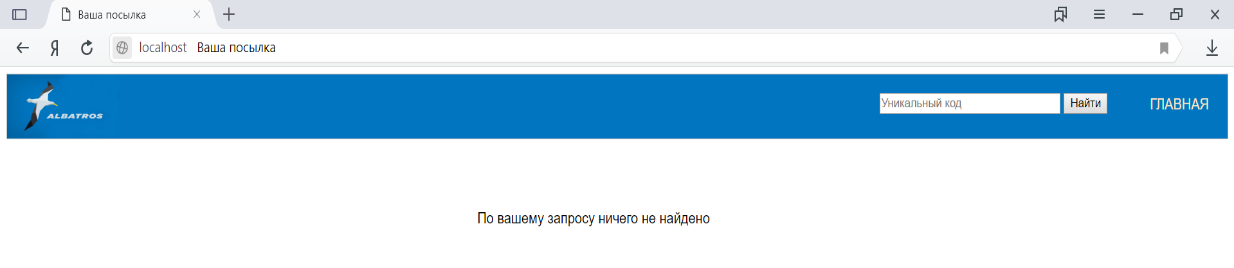 Ваша посылка
Я localhost Ваша посылка
ALBATROS
Уникальный код Найти ГЛАВНАЯ
По вашему запросу ничего не найдено